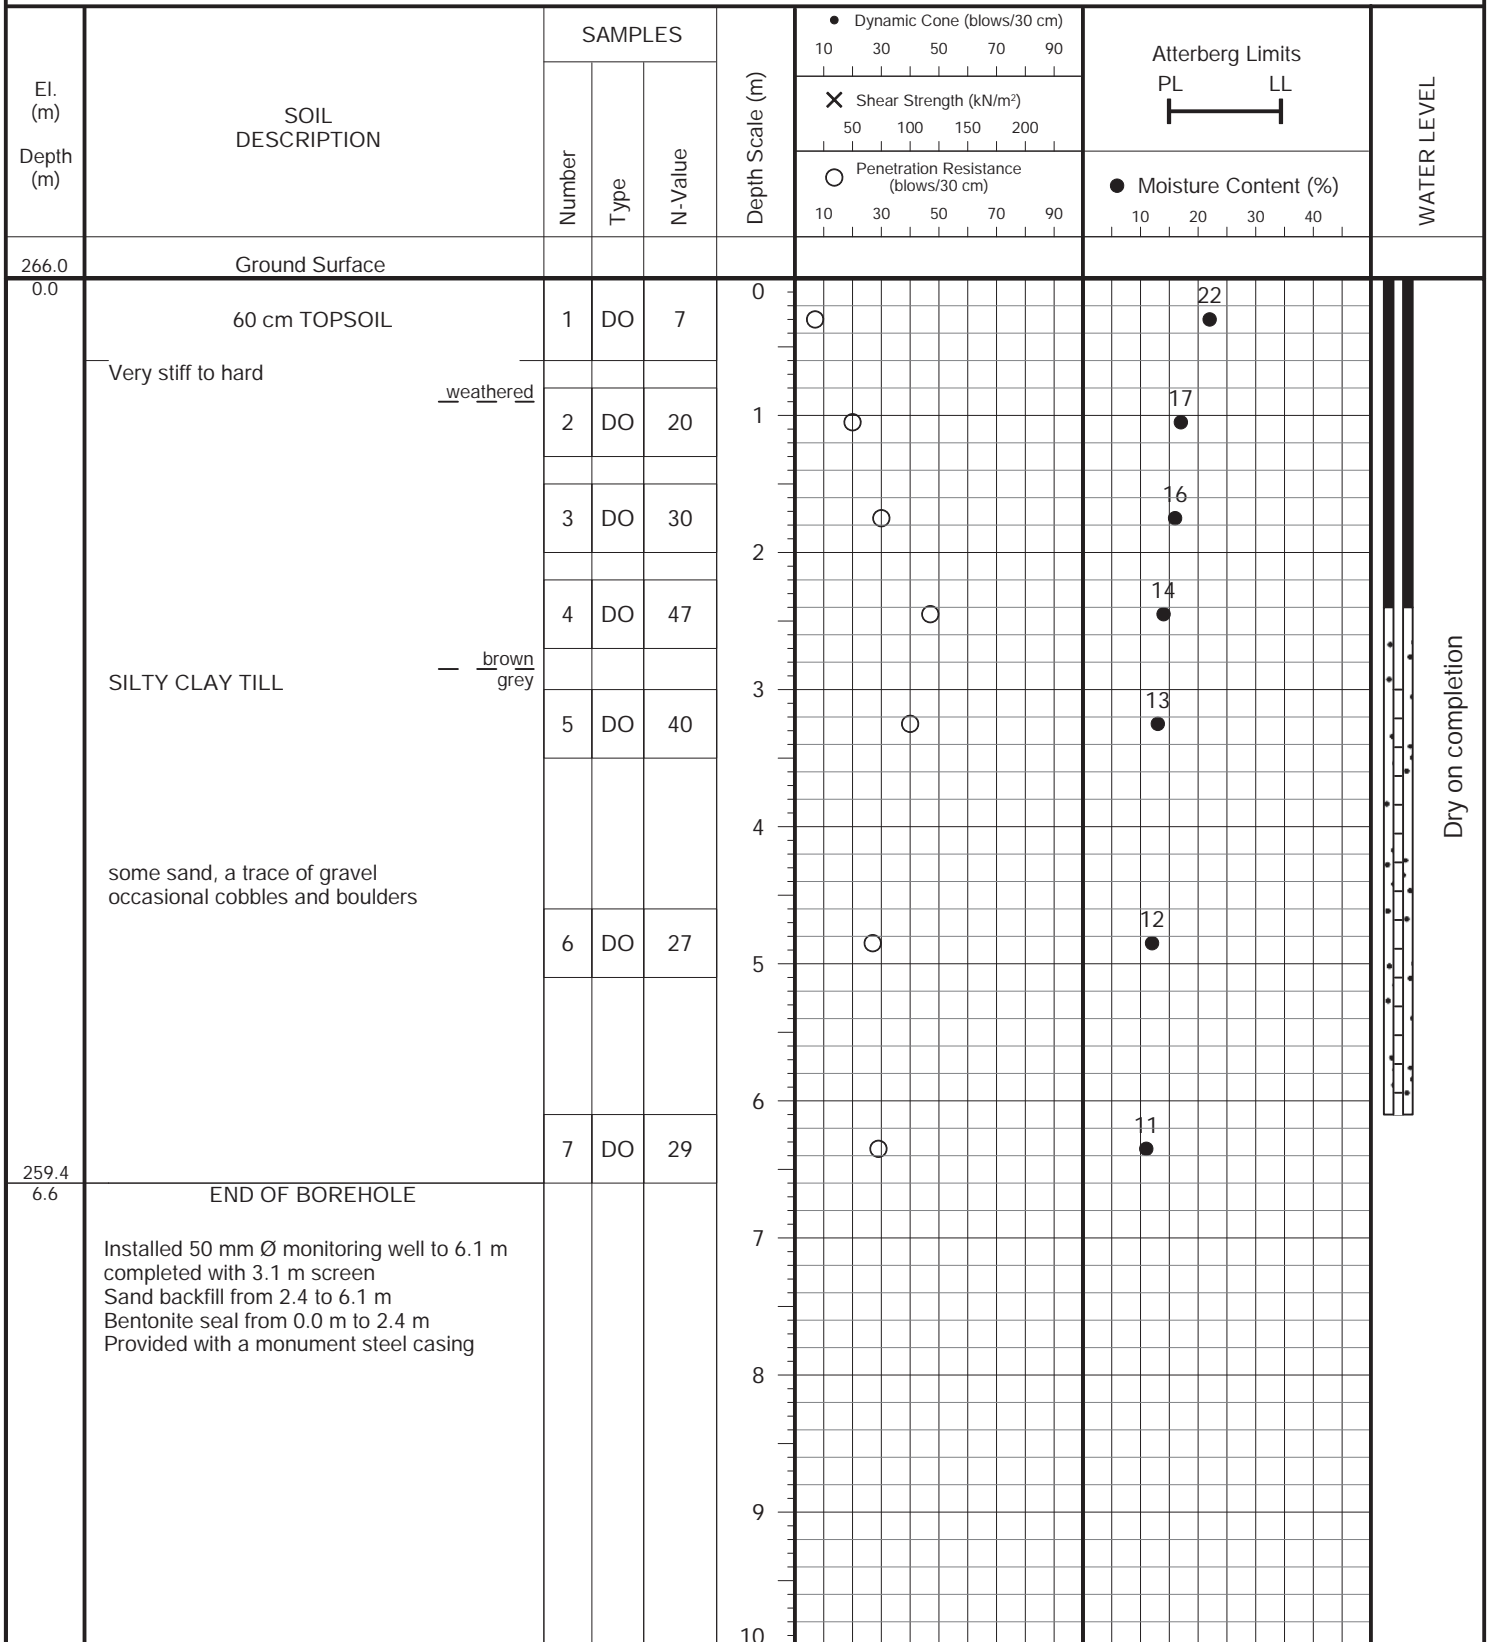 El.
(m)
Depth
(m)
SOIL
DESCRIPTION
SAMPLES
Number
Type
N-Value
Depth Scale (m)
● Dynamic Cone (blows/30 cm)
10 30 50 70 90
✕ Shear Strength (kN/m²)
50 100 150 200
○ Penetration Resistance
(blows/30 cm)
10 30 50 70 90
Atterberg Limits
PL LL
● Moisture Content (%)
10 20 30 40
WATER LEVEL
266.0 Ground Surface
0.0
0
22
60 cm TOPSOIL 1 DO 7
Very stiff to hard
weathered
17
1
2 DO 20
16
3 DO 30
2
14
4 DO 47
brown
SILTY CLAY TILL grey
3
13
5 DO 40
Dry on completion
4
some sand, a trace of gravel
occasional cobbles and boulders
12
6 DO 27
5
6
11
7 DO 29
259.4
6.6 END OF BOREHOLE
7
Installed 50 mm Ø monitoring well to 6.1 m
completed with 3.1 m screen
Sand backfill from 2.4 to 6.1 m
Bentonite seal from 0.0 m to 2.4 m
Provided with a monument steel casing
8
9
10